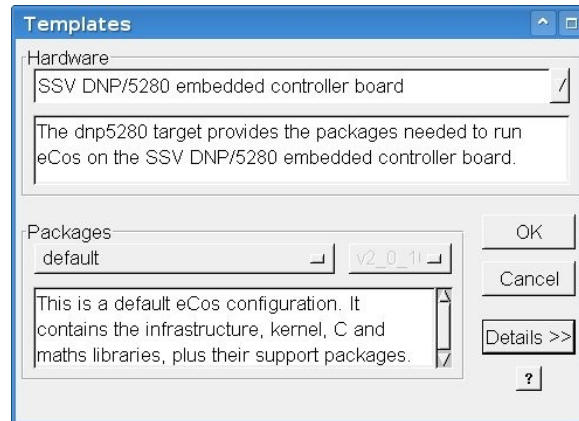 Templates
Hardware
SSV DNP/5280 embedded controller board
The dnp5280 target provides the packages needed to run
eCos on the SSV DNP/5280 embedded controller board.
Packages
default
This is a default eCos configuration. It
contains the infrastructure, kernel, C and
maths libraries, plus their support packages.
OK
Cancel
Details >>
?